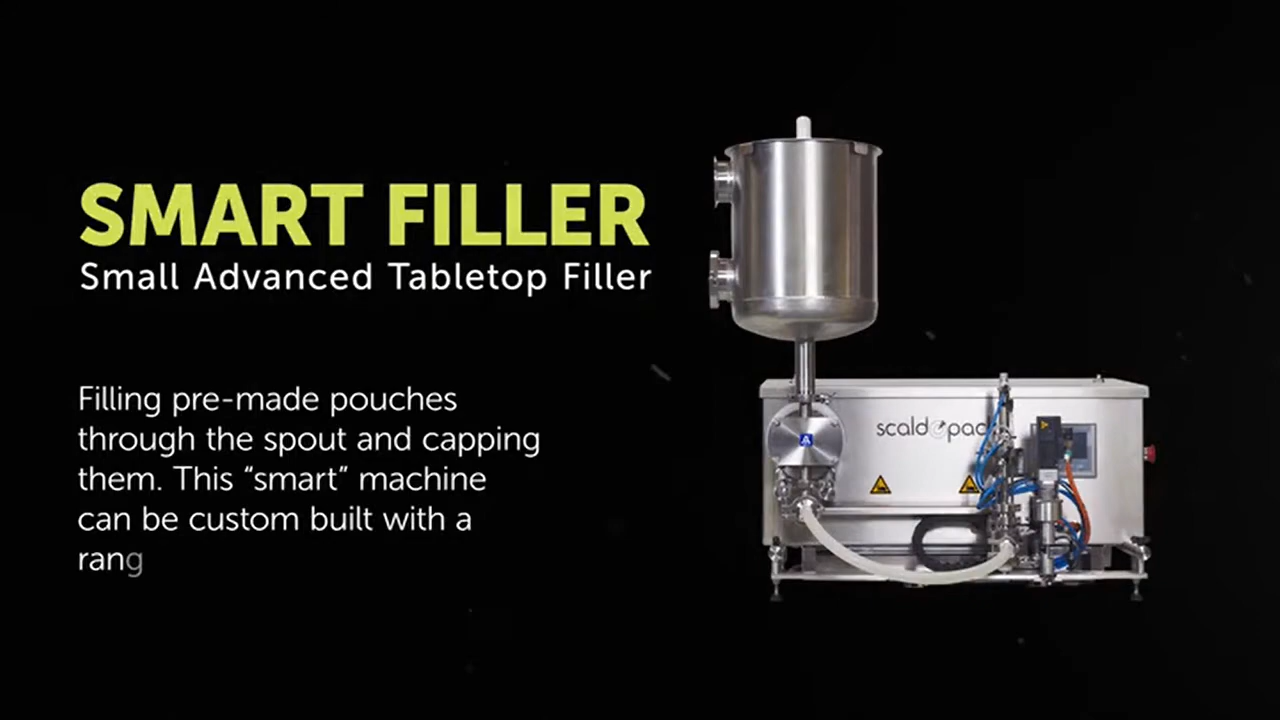 SMART FILLER
Small Advanced Tabletop Filler
Filling pre-made pouches
through the spout and capping
them. This “smart” machine
can be custom built with a
rang
scaldopac